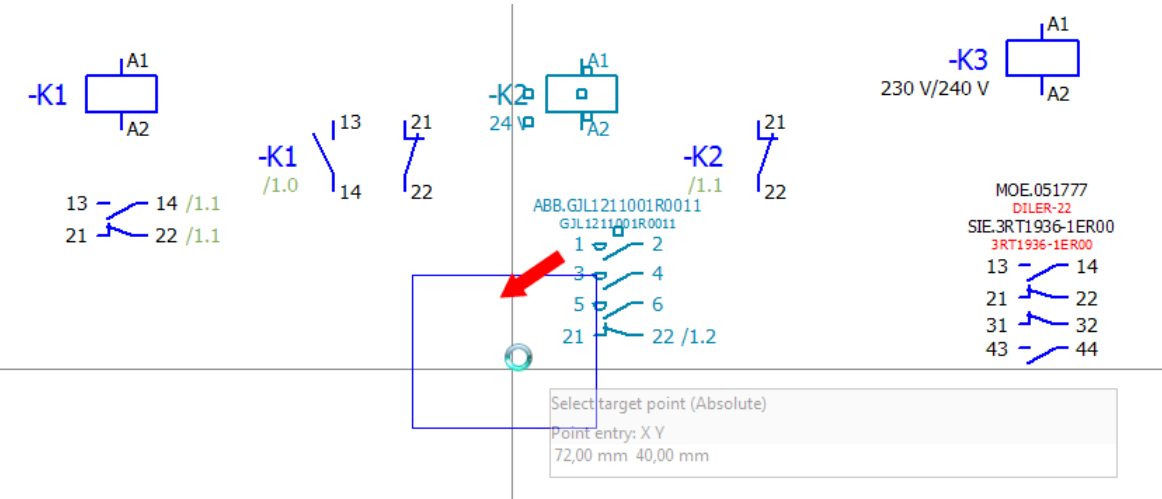 -K1
A1
A2
13 14 /1.1
21 22 /1.1
-K1
/1.0
13
14
21
22
-K2
24 V
A1
A2
ABB.GJL1211001R0011
GJL1211001R0011
1 2
3 4
5 6
21 22 /1.2
-K2
/1.1
21
22
-K3
230 V/240 V
A1
A2
MOE.051777
DILER-22
SIE.3RT1936-1ER00
3RT1936-1ER00
13 14
21 22
31 32
43 44
Select target point (Absolute)
Point entry: X Y
72,00 mm 40,00 mm